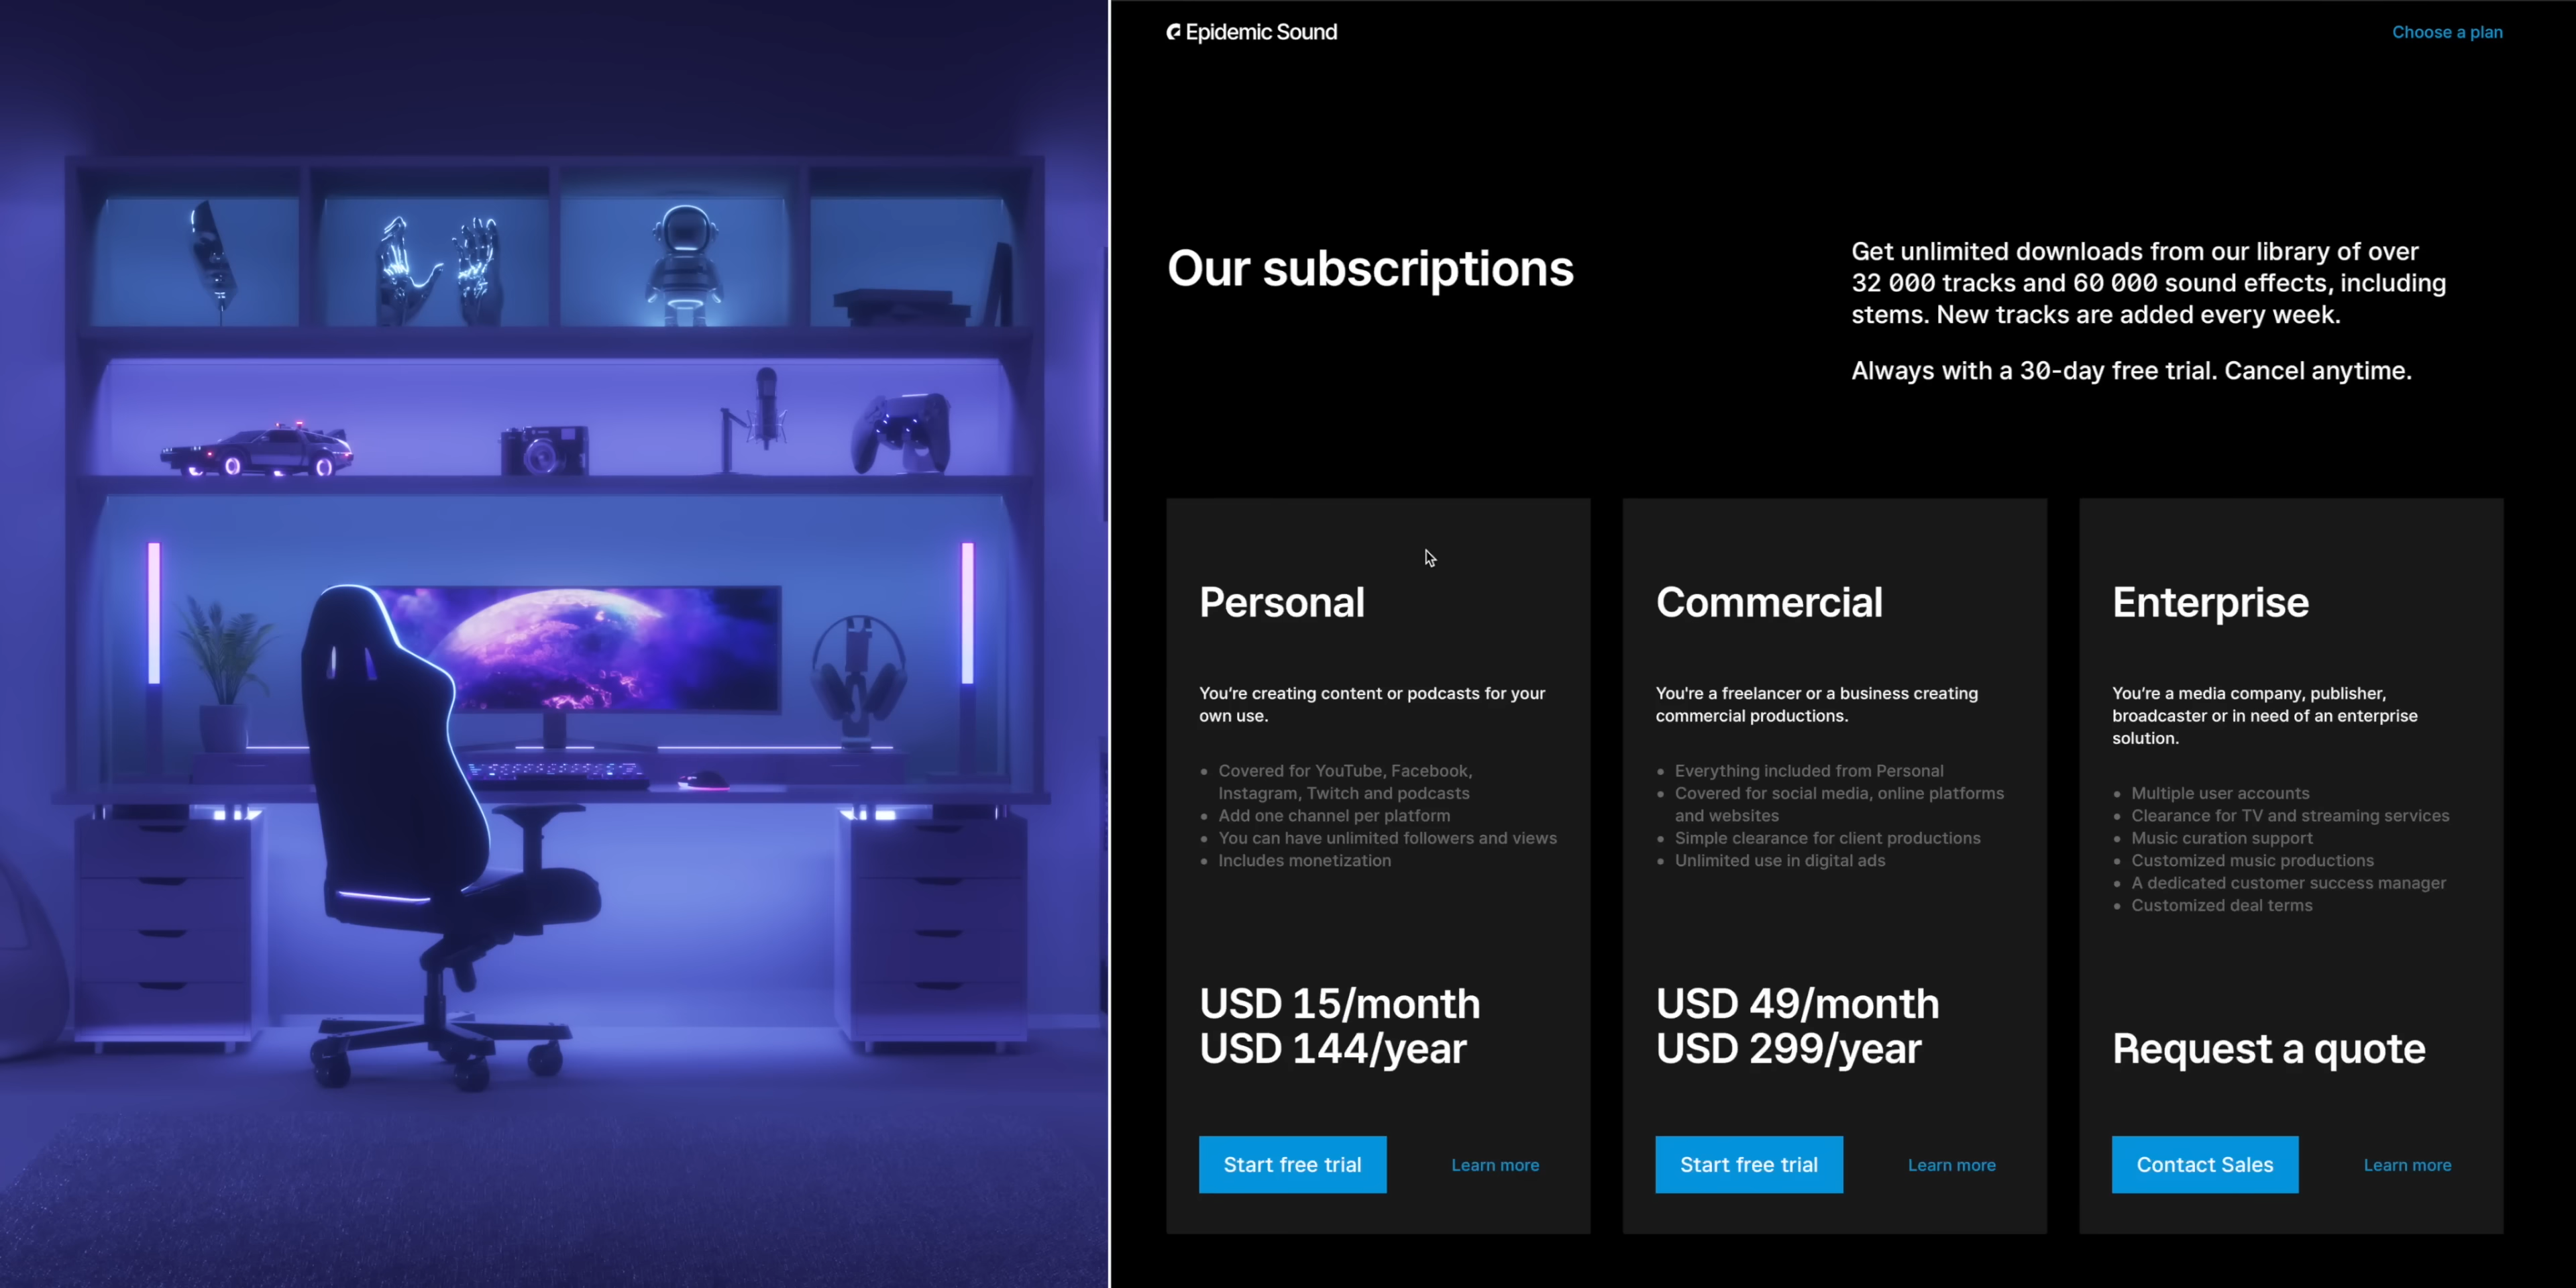 Epidemic Sound
Choose a plan
Our subscriptions
Get unlimited downloads from our library of over
32 000 tracks and 60 000 sound effects, including
stems. New tracks are added every week.
Always with a 30-day free trial. Cancel anytime.
Personal
You're creating content or podcasts for your
own use.
• Covered for YouTube, Facebook,
Instagram, Twitch and podcasts
• Add one channel per platform
• You can have unlimited followers and views
• Includes monetization
USD 15/month
USD 144/year
Start free trial
Learn more
Commercial
You're a freelancer or a business creating
commercial productions.
• Everything included from Personal
• Covered for social media, online platforms
and websites
• Simple clearance for client productions
• Unlimited use in digital ads
USD 49/month
USD 299/year
Start free trial
Learn more
Enterprise
You're a media company, publisher,
broadcaster or in need of an enterprise
solution.
• Multiple user accounts
• Clearance for TV and streaming services
• Music curation support
• Customized music productions
• A dedicated customer success manager
• Customized deal terms
Request a quote
Contact Sales
Learn more